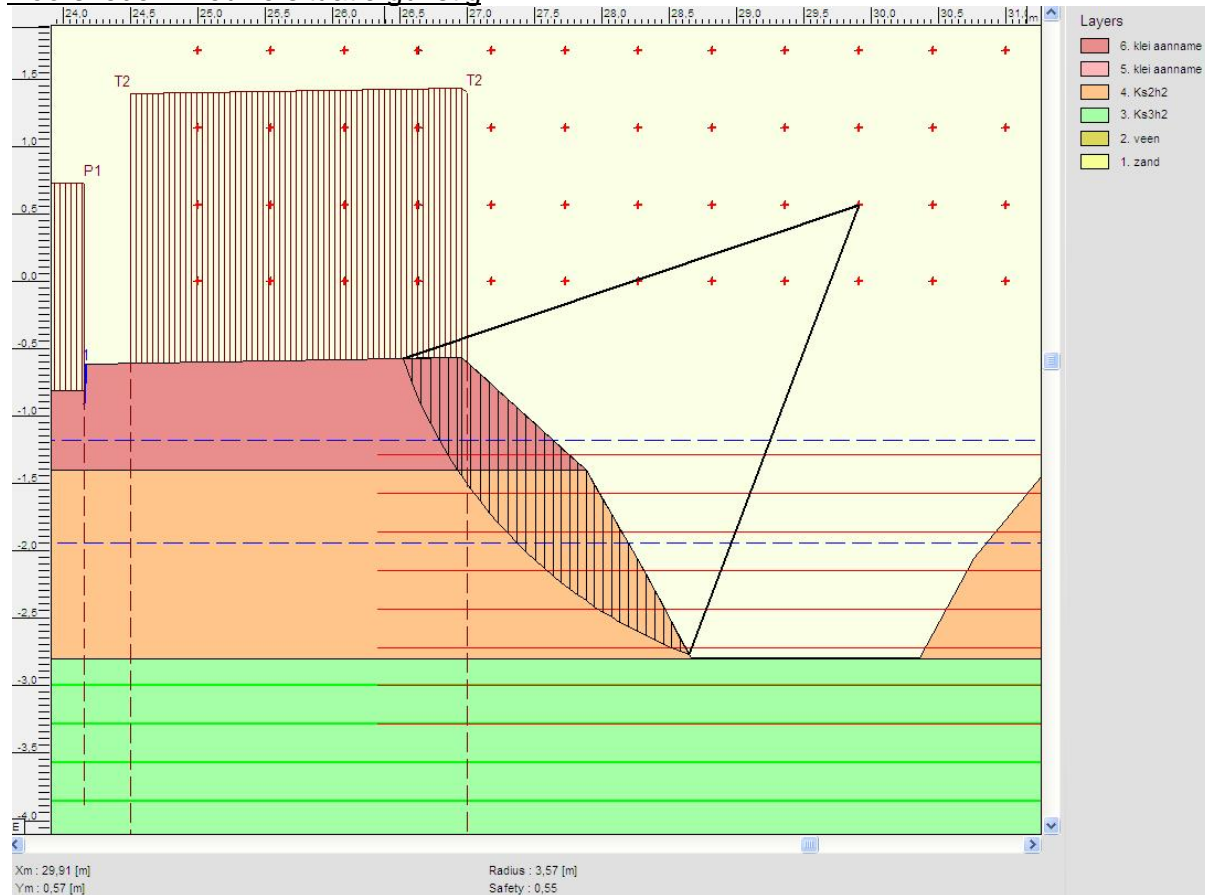 24,0 24,5 25,0 25,5 26,0 26,5 27,0 27,5 28,0 28,5 29,0 29,5 30,0 30,5 m
Layers
6. klei aanname
5. klei aanname
4. Ks2h2
3. Ks3h2
2. veen
1. zand
T2 T2
P1
1
1,5
1,0
0,5
0,0
-0,5
-1,0
-1,5
-2,0
-2,5
-3,0
-3,5
-4,0
E
Xm : 29,91 [m] Radius : 3,57 [m]
Ym : 0,57 [m] Safety : 0,55